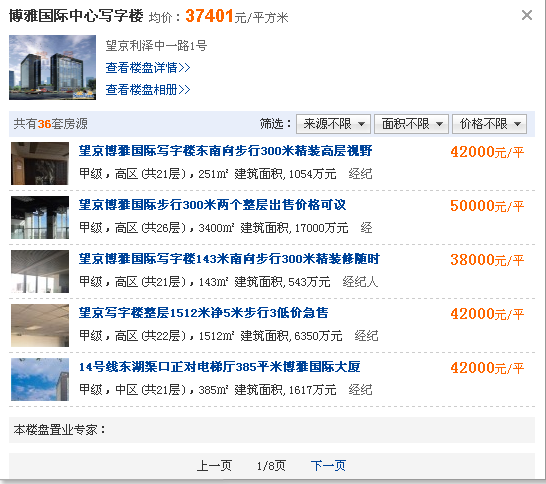 博雅国际中心写字楼 均价：37401元/平方米
望京利泽中一路1号
查看楼盘详情>>
查看楼盘相册>>
共有36套房源 筛选： 来源不限 面积不限 价格不限
望京博雅国际写字楼东南向步行300米精装高层视野 42000元/平
甲级，高区(共21层)，251㎡ 建筑面积, 1054万元 经纪
望京博雅国际步行300米两个整层出售价格可议 50000元/平
甲级，高区(共26层)，3400㎡ 建筑面积, 17000万元 经
望京博雅国际写字楼143米南向步行300米精装修随时 38000元/平
甲级，高区(共21层)，143㎡ 建筑面积, 543万元 经纪人
望京写字楼整层1512米净5米步行3低价急售 42000元/平
甲级，高区(共22层)，1512㎡ 建筑面积, 6350万元 经纪
14号线东湖渠口正对电梯厅385平米博雅国际大厦 42000元/平
甲级，中区(共21层)，385㎡ 建筑面积, 1617万元 经纪
本楼盘置业专家：
上一页 1/8页 下一页